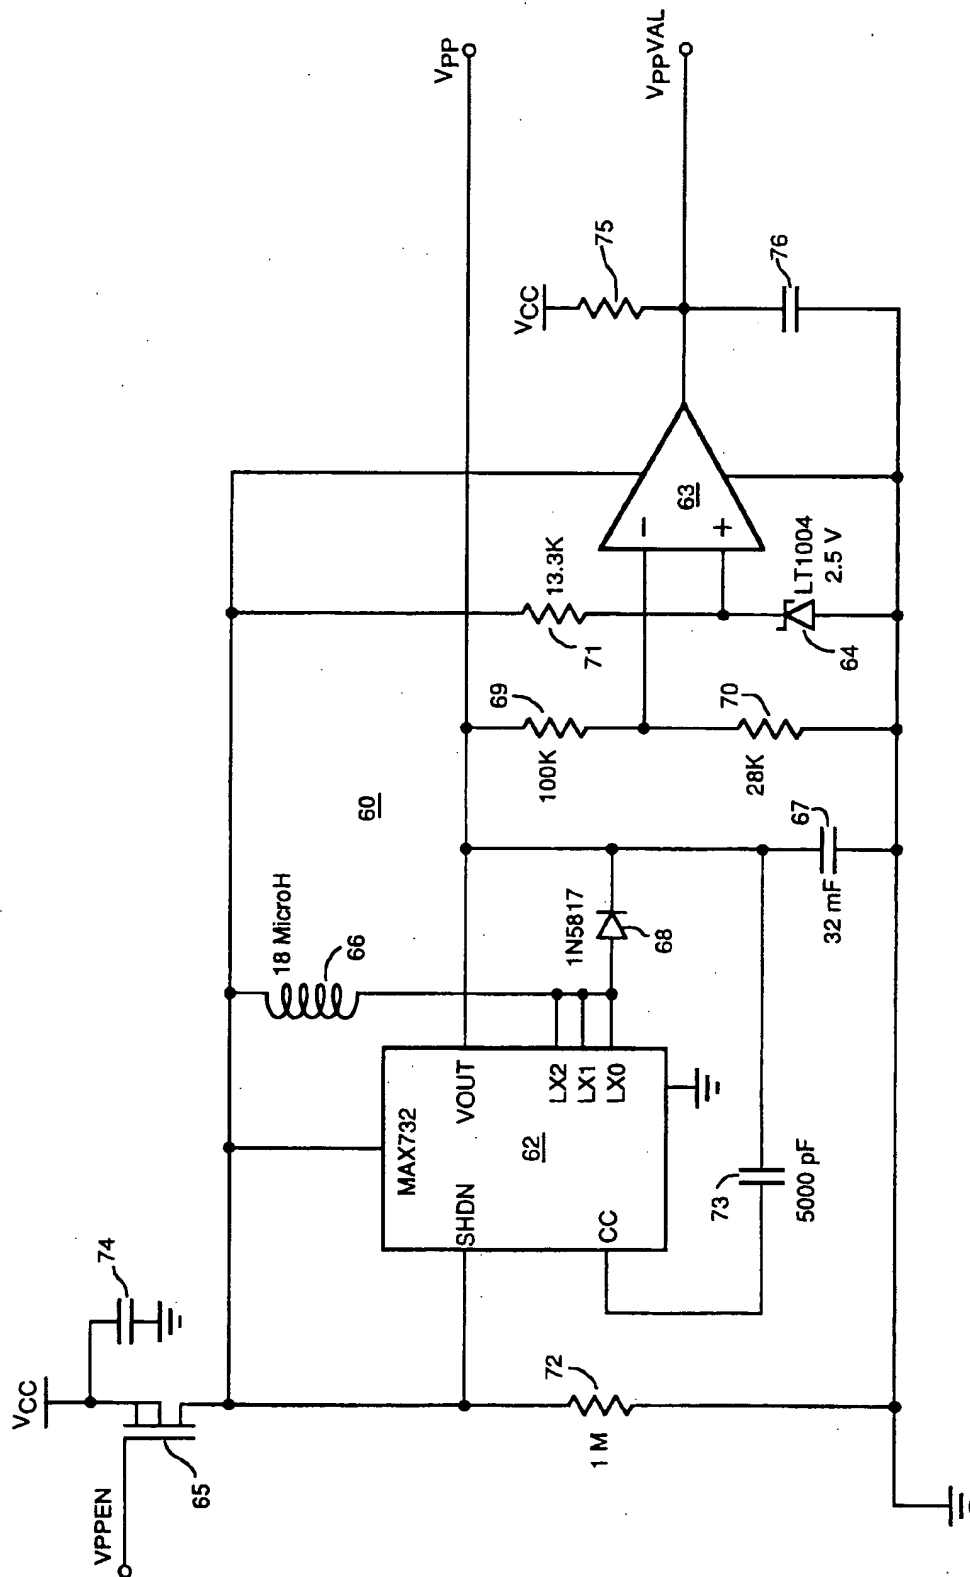 VPPEN
VCC
65
74
SHDN
MAX732
VOUT
CC
62
LX2
LX1
LX0
72
1 M
73
5000 pF
18 MicroH
66
1N5817
68
67
32 mF
60
69
100K
70
28K
13.3K
71
64
LT1004
2.5 V
63
−
+
VCC
75
76
VPP
VPPVAL